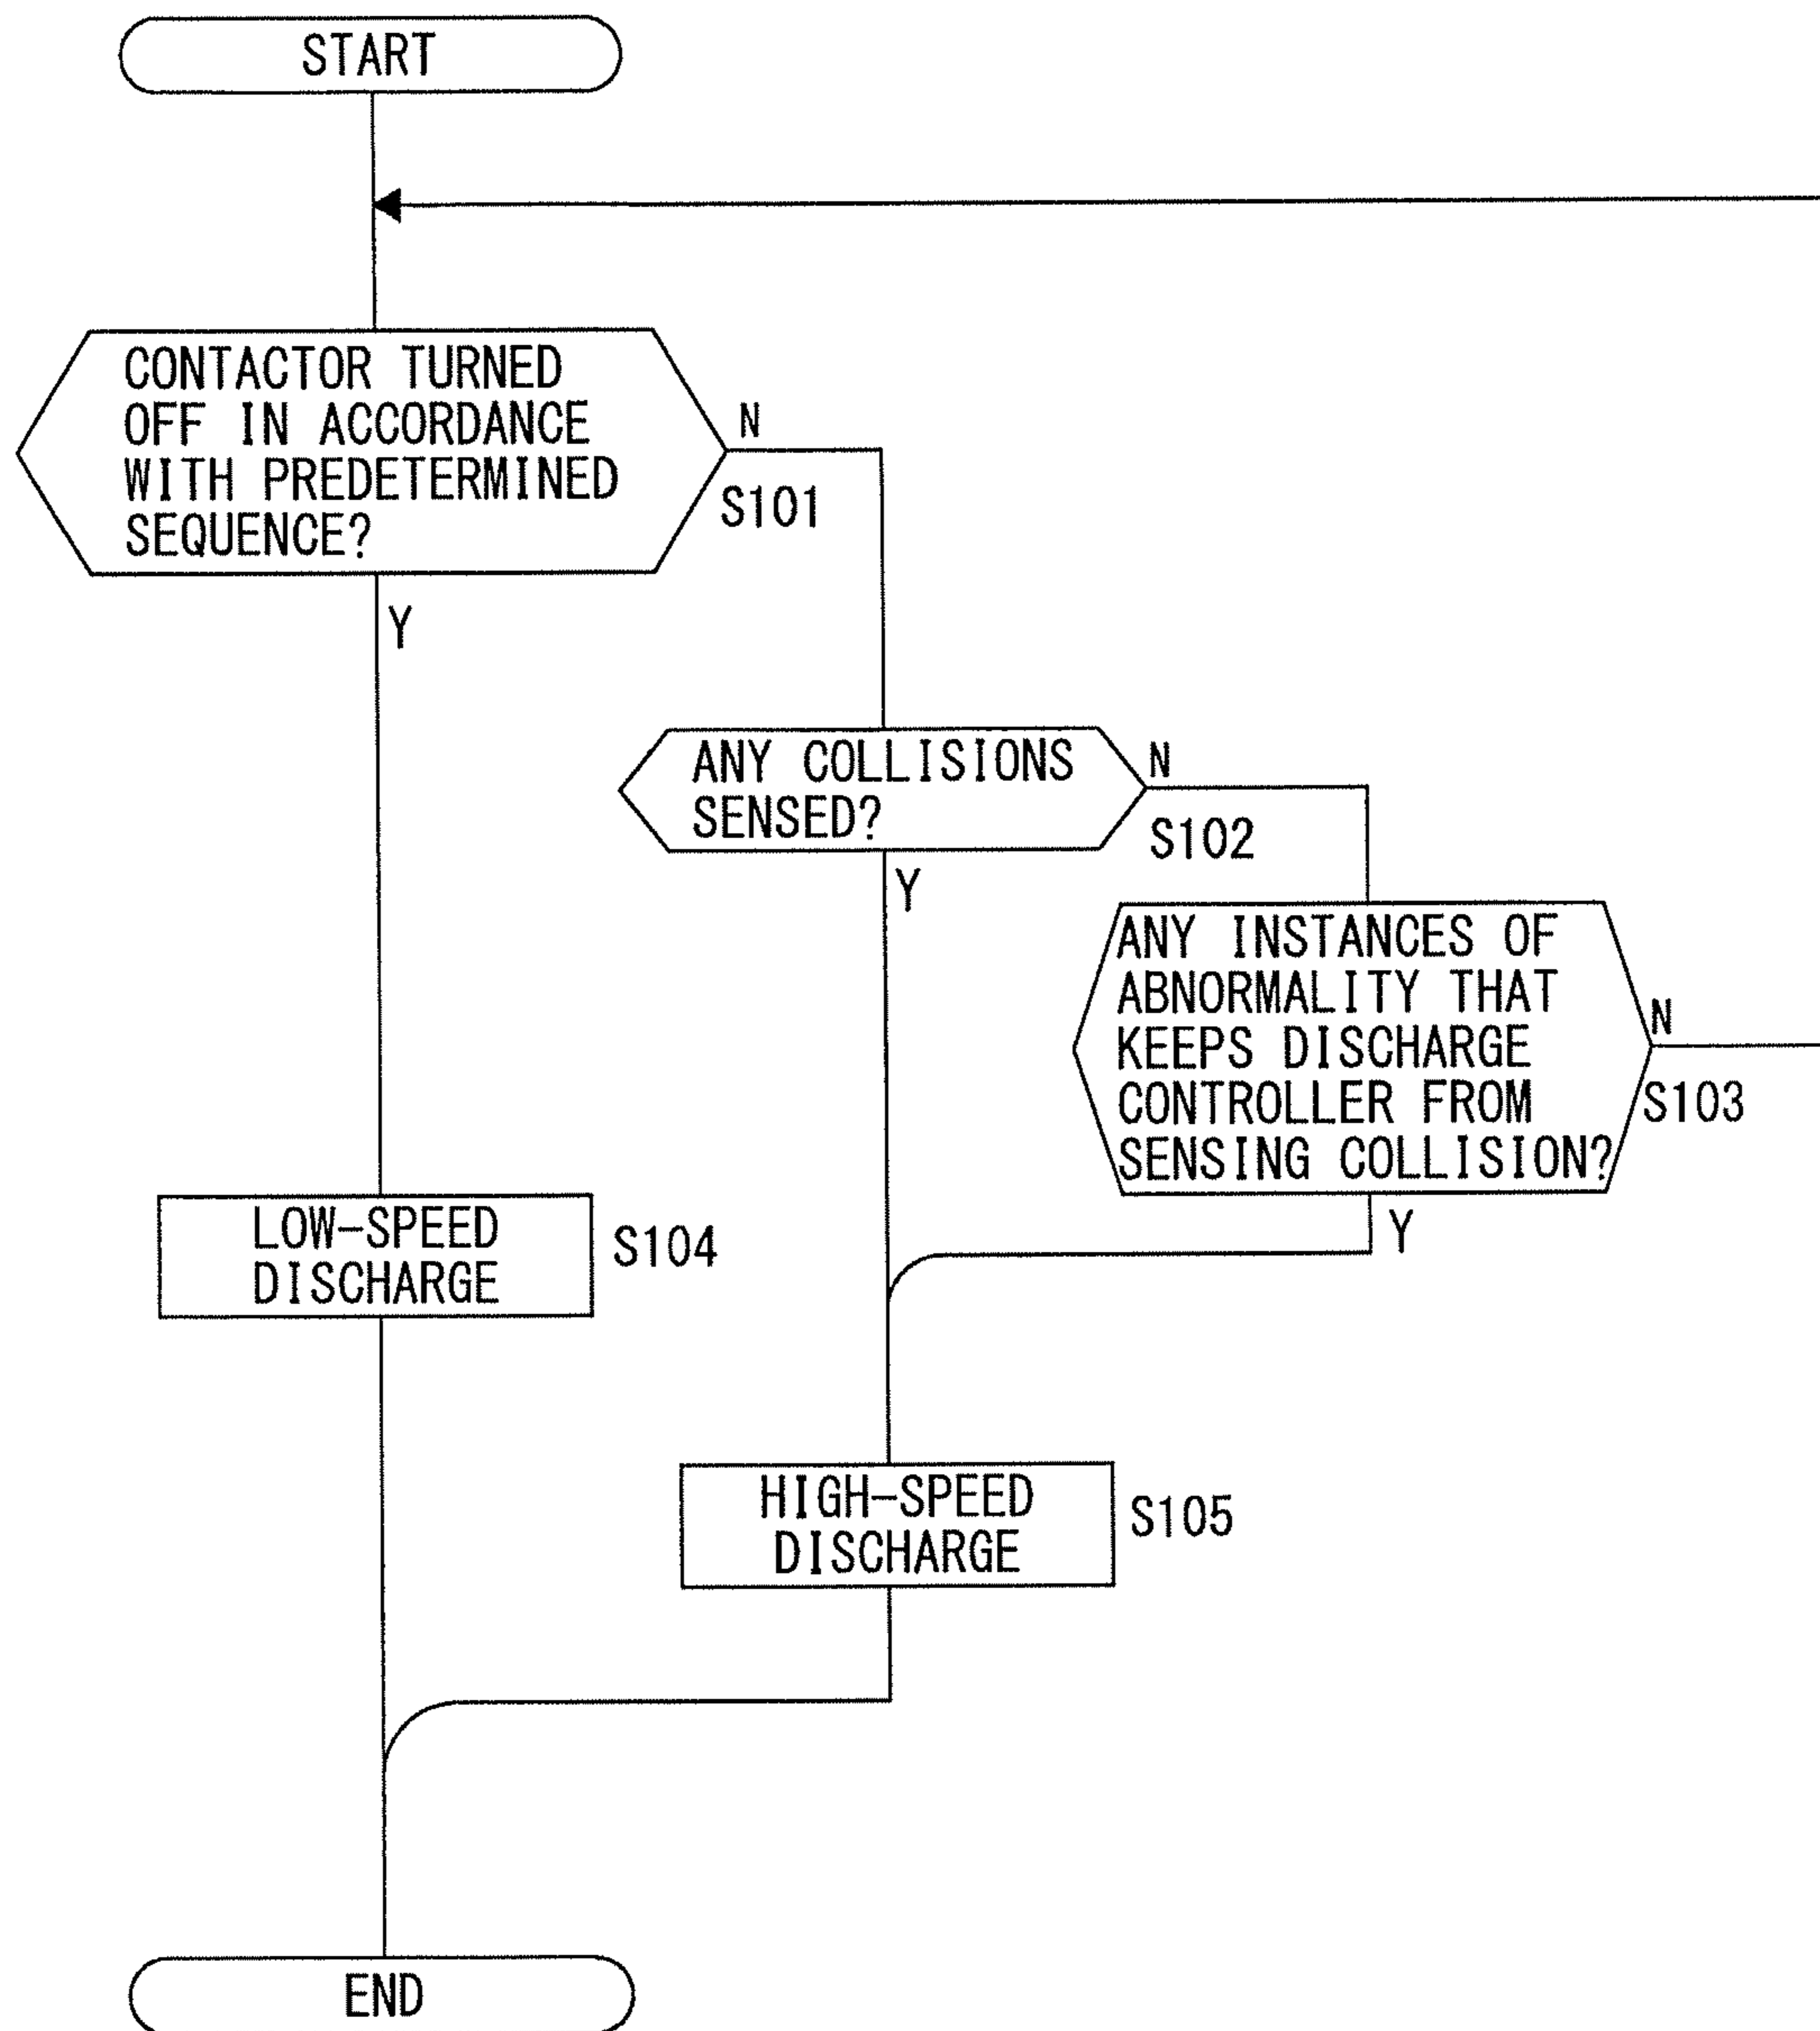 START
CONTACTOR TURNED
OFF IN ACCORDANCE
WITH PREDETERMINED
SEQUENCE?
N
S101
Y
ANY COLLISIONS
SENSED?
N
S102
Y
ANY INSTANCES OF
ABNORMALITY THAT
KEEPS DISCHARGE
CONTROLLER FROM
SENSING COLLISION?
N
S103
Y
LOW-SPEED
DISCHARGE
S104
HIGH-SPEED
DISCHARGE
S105
END